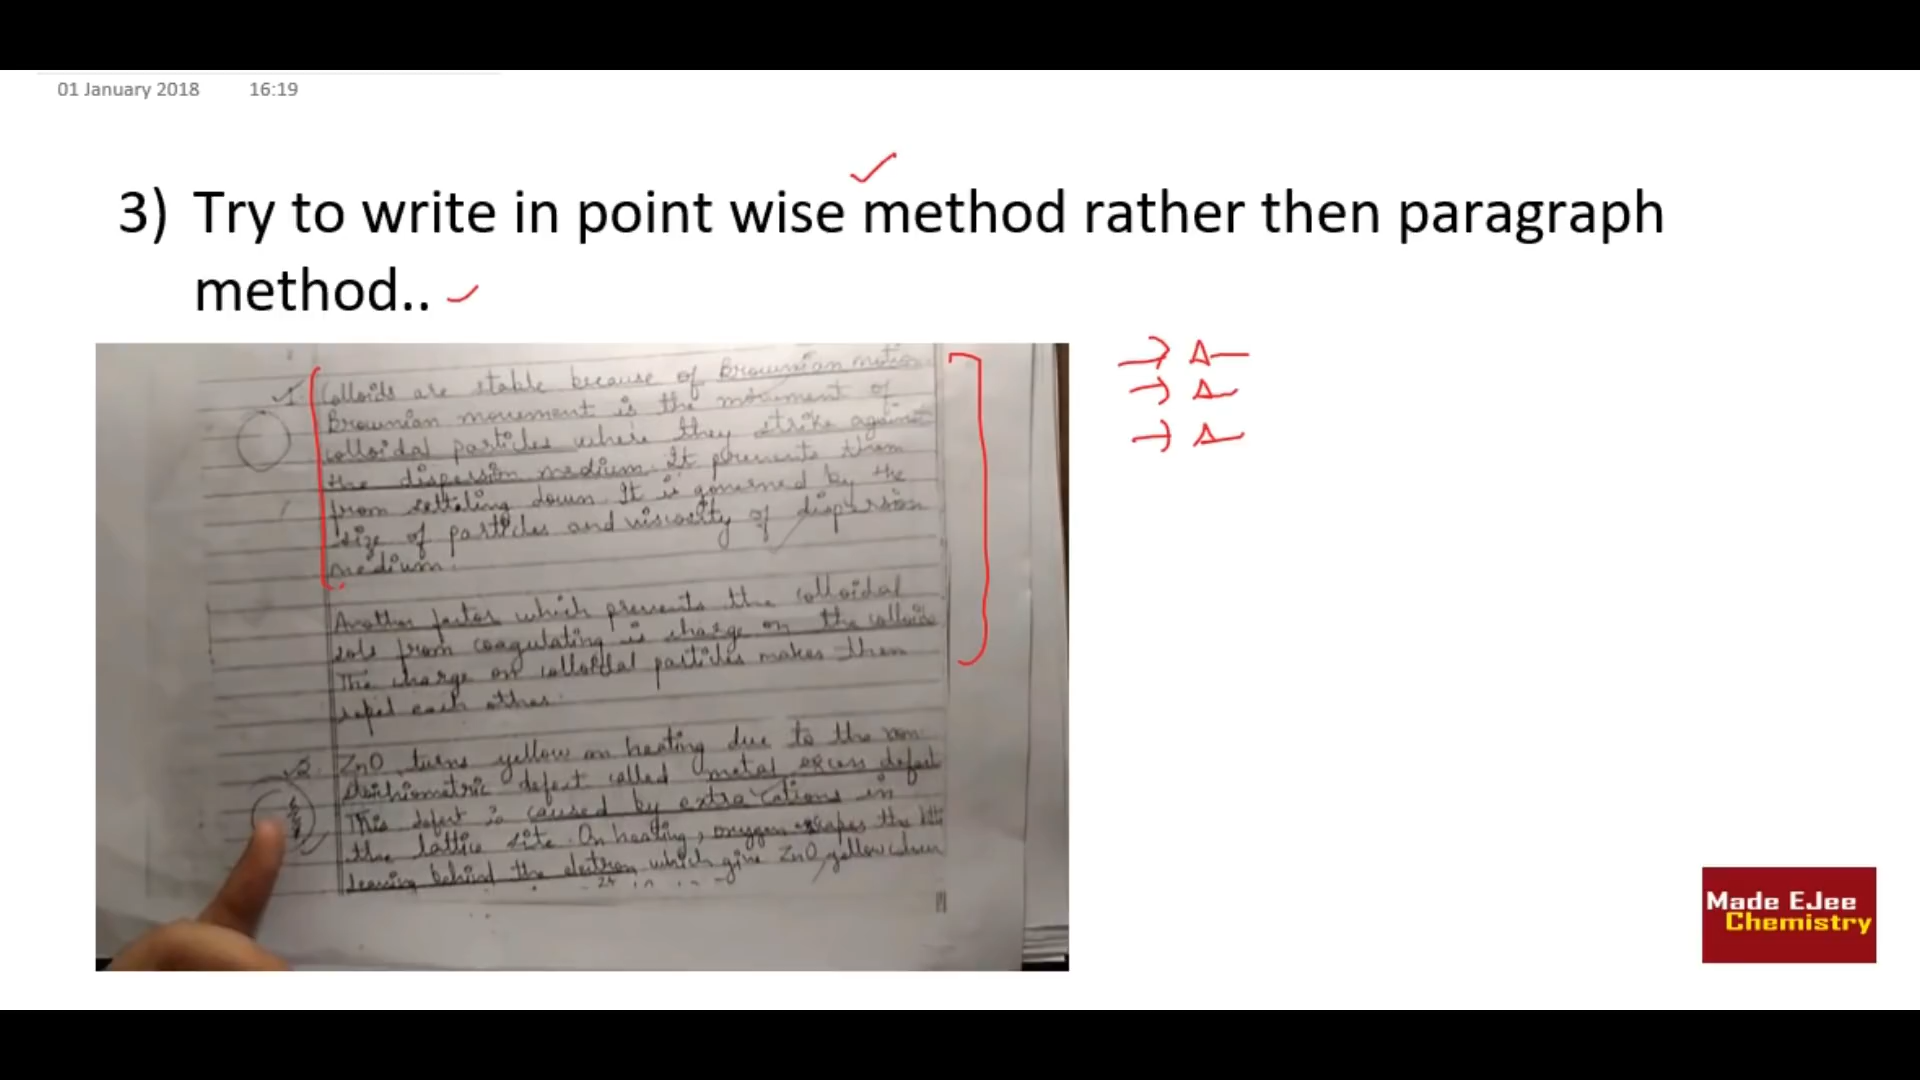 01 January 2018 16:19
3) Try to write in point wise method rather then paragraph
method..
1. Colloids are stable because of Brownian motion
Brownian movement is the movement of
colloidal particles where they strike against
the dispersion medium. It prevents them
from settaling down. It is governed by the
size of particles and viscosity of dispersion
medium.
Another factor which prevents the colloidal
sols from coagulating is charge on the colloids
The charge on colloidal particles makes them
repel each other.
2. ZnO turns yellow on heating due to the non
stoichiometric defect called metal excess defect
This defect is caused by extra cations in
the lattice site. On heating, oxygen escapes the
leaving behind the electron which give ZnO yellow colour
Made EJee
Chemistry